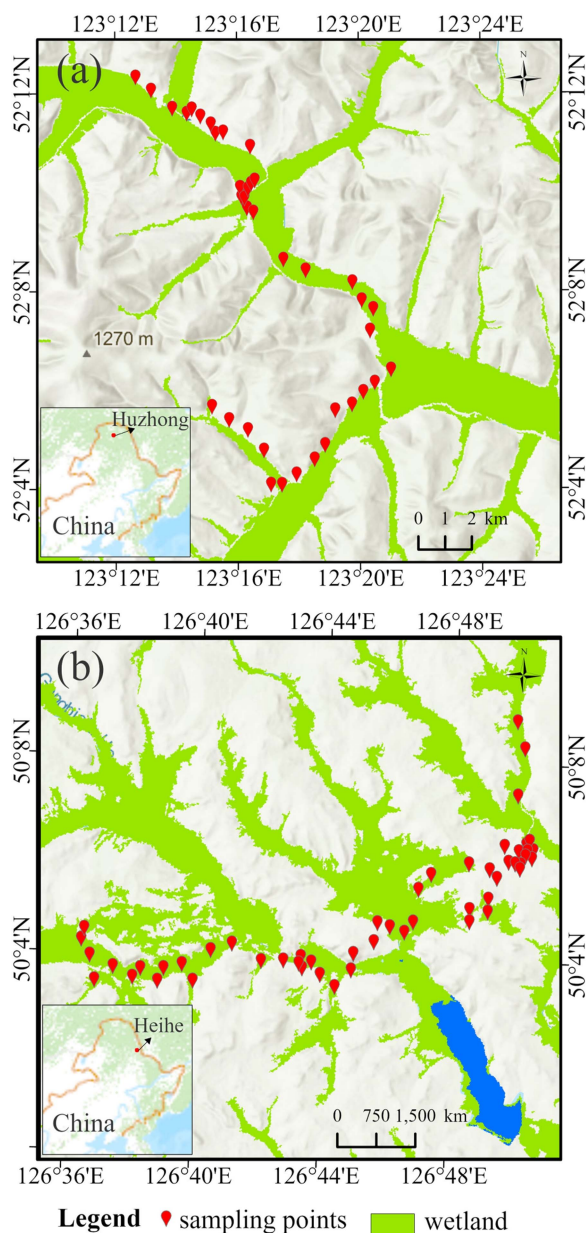 123°12'E 123°16'E 123°20'E 123°24'E
(a)
N
52°12'N 52°12'N
52°8'N 52°8'N
1270 m
Huzhong
China
52°4'N 52°4'N
0 1 2 km
123°12'E 123°16'E 123°20'E 123°24'E
126°36'E 126°40'E 126°44'E 126°48'E
(b)
N
50°8'N 50°8'N
50°4'N 50°4'N
Heihe
China
0 750 1,500 km
126°36'E 126°40'E 126°44'E 126°48'E
Legend sampling points wetland